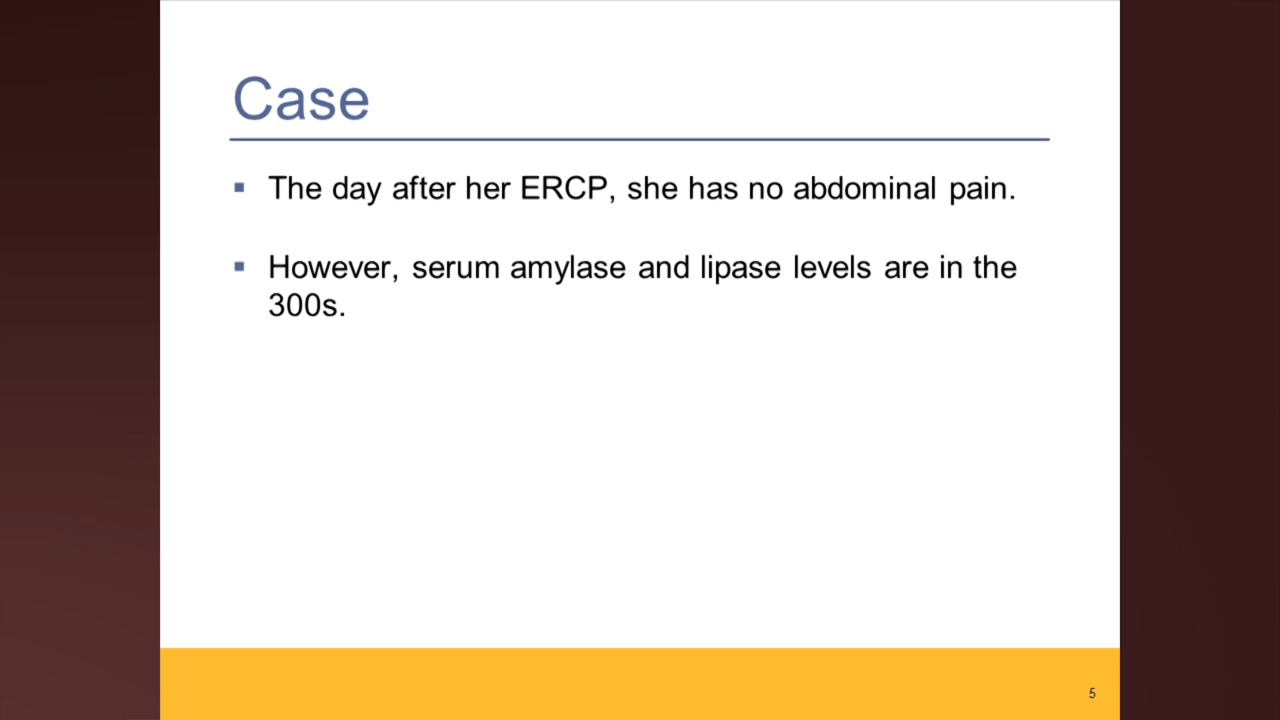 Case
▪ The day after her ERCP, she has no abdominal pain.
▪ However, serum amylase and lipase levels are in the
300s.
5